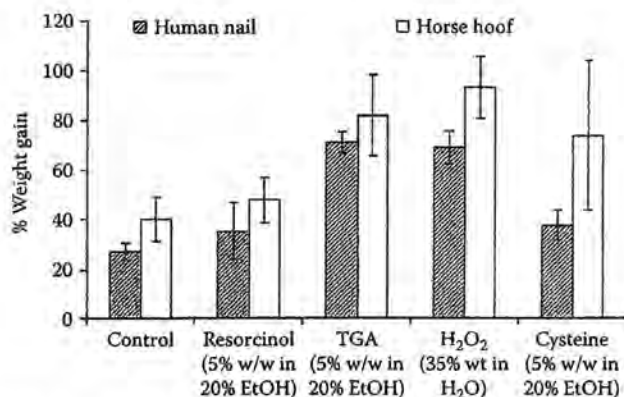 120
Human nail
Horse hoof
100
80
60
40
20
0
% Weight gain
Control
Resorcinol
(5% w/w in
20% EtOH)
TGA
(5% w/w in
20% EtOH)
H₂O₂
(35% wt in
H₂O)
Cysteine
(5% w/w in
20% EtOH)